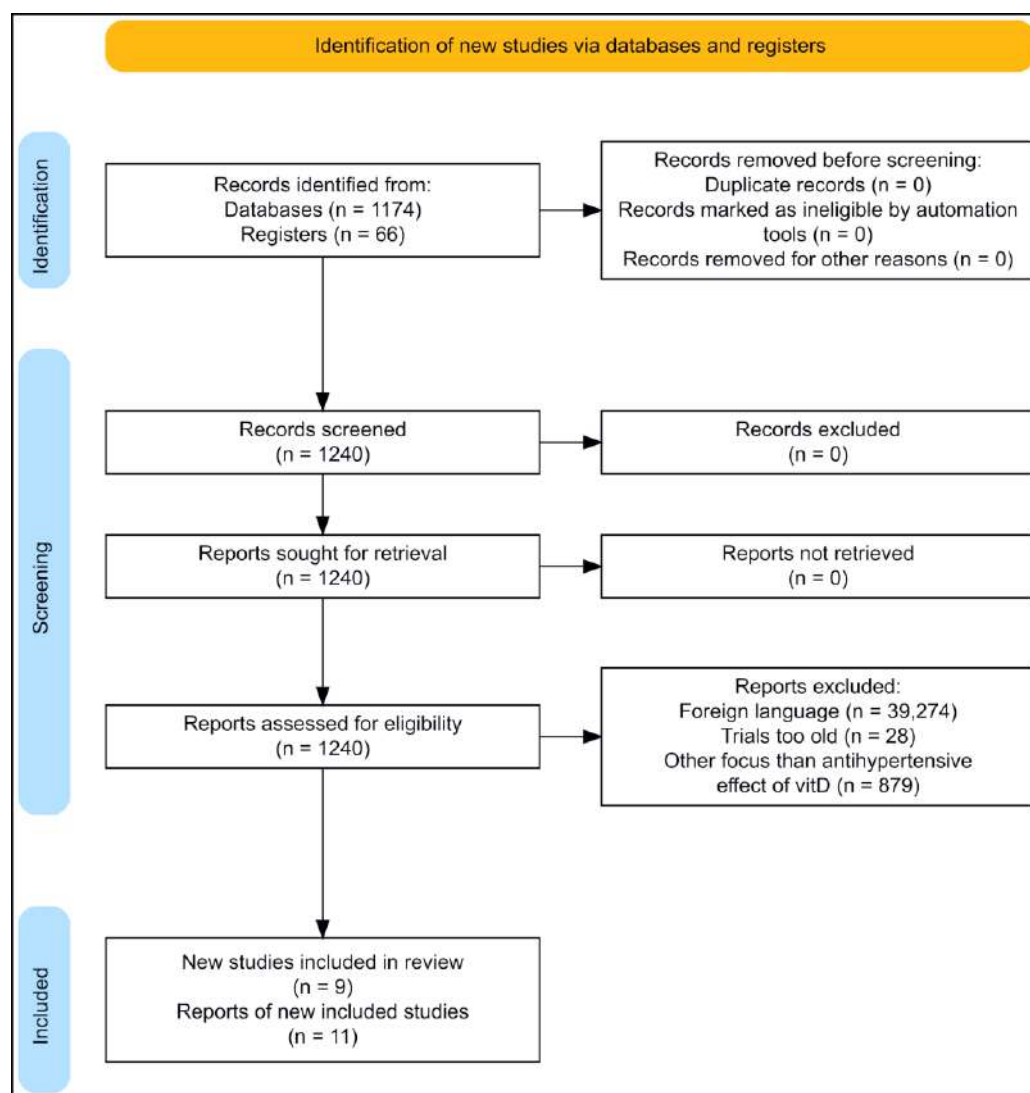 Identification of new studies via databases and registers
Identification
Records identified from:
Databases (n = 1174)
Registers (n = 66)
Records removed before screening:
Duplicate records (n = 0)
Records marked as ineligible by automation
tools (n = 0)
Records removed for other reasons (n = 0)
Screening
Records screened
(n = 1240)
Records excluded
(n = 0)
Reports sought for retrieval
(n = 1240)
Reports not retrieved
(n = 0)
Reports assessed for eligibility
(n = 1240)
Reports excluded:
Foreign language (n = 39,274)
Trials too old (n = 28)
Other focus than antihypertensive
effect of vitD (n = 879)
Included
New studies included in review
(n = 9)
Reports of new included studies
(n = 11)